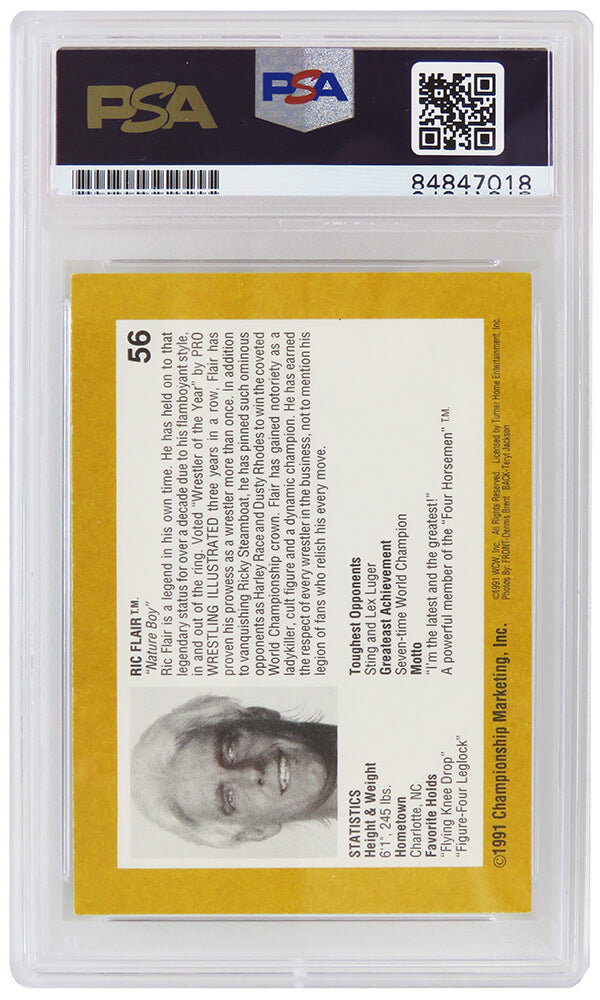 PSA
PSA
84847018
56
RIC FLAIR T.M.
"Nature Boy"
Ric Flair is a legend in his own time. He has held on to that
legendary status for over a decade due to his flamboyant style,
in and out of the ring. Voted "Wrestler of the Year" by PRO
WRESTLING ILLUSTRATED three years in a row, Flair has
proven his prowess as a wrestler more than once. In addition
to vanquishing Ricky Steamboat, he has pinned such ominous
opponents as Harley Race and Dusty Rhodes to win the coveted
World Championship crown. Flair has gained notoriety as a
ladykiller, cult figure and a dynamic champion. He has earned
the respect of every wrestler in the business, not to mention his
legion of fans who relish his every move.
STATISTICS
Height & Weight
6'1", 245 lbs.
Hometown
Charlotte, NC
Favorite Holds
"Flying Knee Drop"
"Figure-Four Leglock"
Toughest Opponents
Sting and Lex Luger
Greateast Achievement
Seven-time World Champion
Motto
"I'm the latest and the greatest!"
A powerful member of the "Four Horsemen" T.M.
©1991 Championship Marketing, Inc.
©1991 WCW, Inc. All Rights Reserved. Licensed by Turner Home Entertainment, Inc.
Photos By: FRONT-Dennis Brent BACK-Teryl Jackson